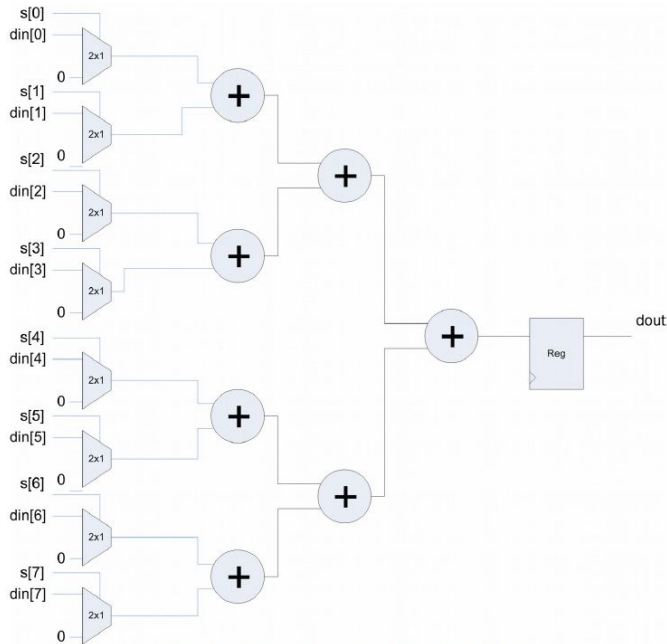 s[0]
din[0]
2x1
0
s[1]
din[1]
2x1
0
s[2]
din[2]
2x1
0
s[3]
din[3]
2x1
0
s[4]
din[4]
2x1
0
s[5]
din[5]
2x1
0
s[6]
din[6]
2x1
0
s[7]
din[7]
2x1
0
+
+
+
+
+
+
+
Reg
dout